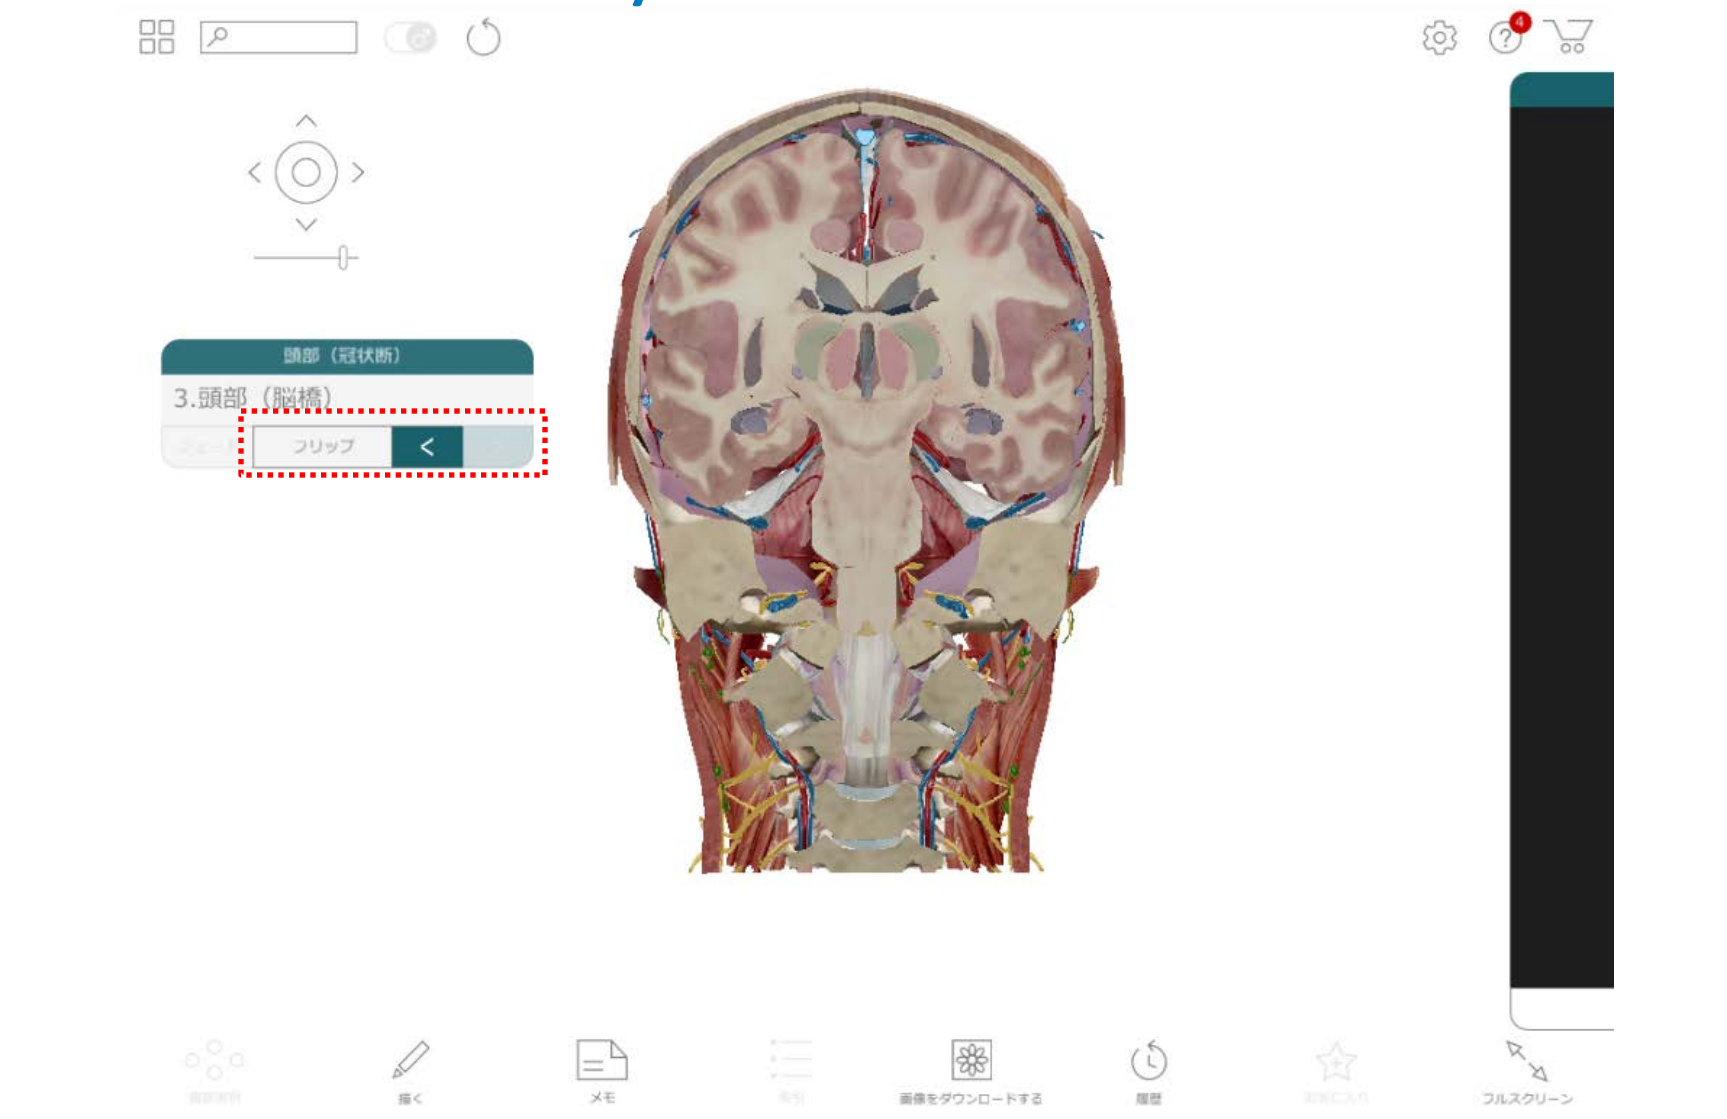 4
頭部（冠状断）
3.頭部（脳橋）
フリップ <
描く
メモ
画像をダウンロードする
履歴
フルスクリーン